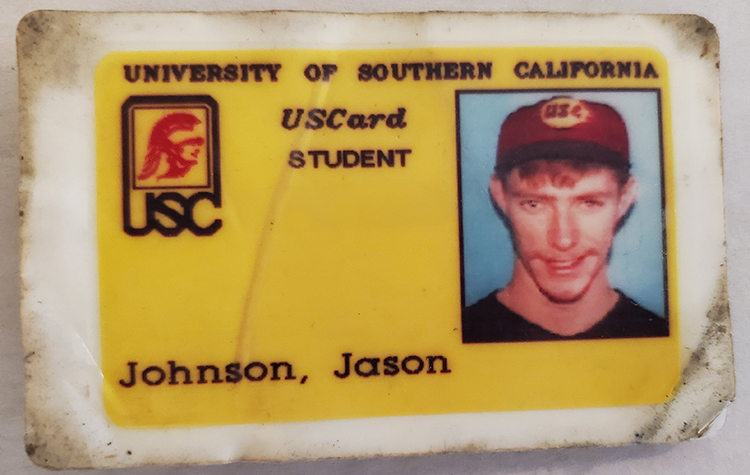 UNIVERSITY OF SOUTHERN CALIFORNIA
USCard
STUDENT
USC
USC
Johnson, Jason